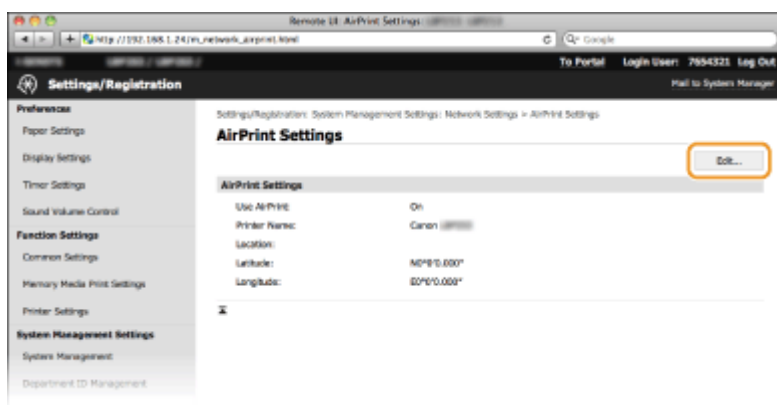 Remote UI: AirPrint Settings:
http://192.168.1.24/m_network_airprint.html
Google
To Portal Login User: 7654321 Log Out
Settings/Registration
Mail to System Manager
Preferences
Paper Settings
Display Settings
Timer Settings
Sound Volume Control
Function Settings
Common Settings
Memory Media Print Settings
Printer Settings
System Management Settings
System Management
Department ID Management
Settings/Registration: System Management Settings: Network Settings > AirPrint Settings
AirPrint Settings
Edit...
AirPrint Settings
Use AirPrint: On
Printer Name: Canon
Location:
Latitude: N0°0'0.000"
Longitude: E0°0'0.000"